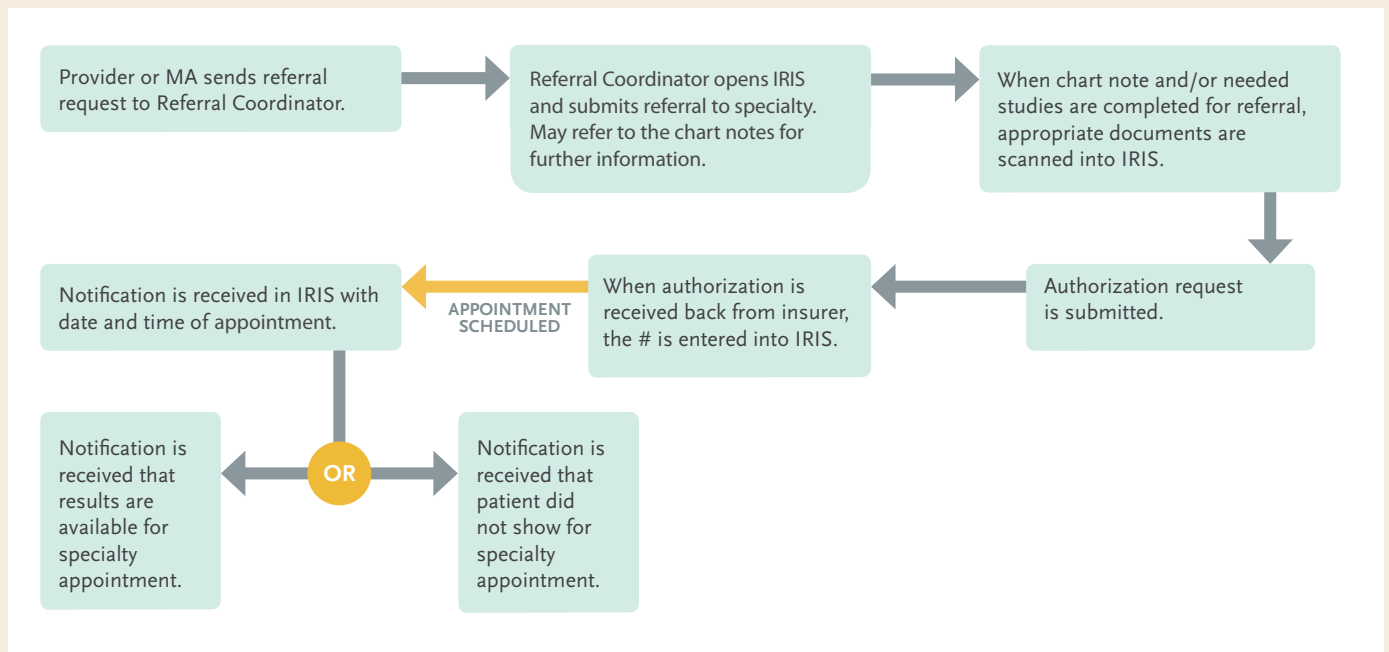 Provider or MA sends referral
request to Referral Coordinator.
Referral Coordinator opens IRIS
and submits referral to specialty.
May refer to the chart notes for
further information.
When chart note and/or needed
studies are completed for referral,
appropriate documents are
scanned into IRIS.
Authorization request
is submitted.
When authorization is
received back from insurer,
the # is entered into IRIS.
APPOINTMENT
SCHEDULED
Notification is received in IRIS with
date and time of appointment.
OR
Notification is
received that
results are
available for
specialty
appointment.
Notification is
received that
patient did
not show for
specialty
appointment.